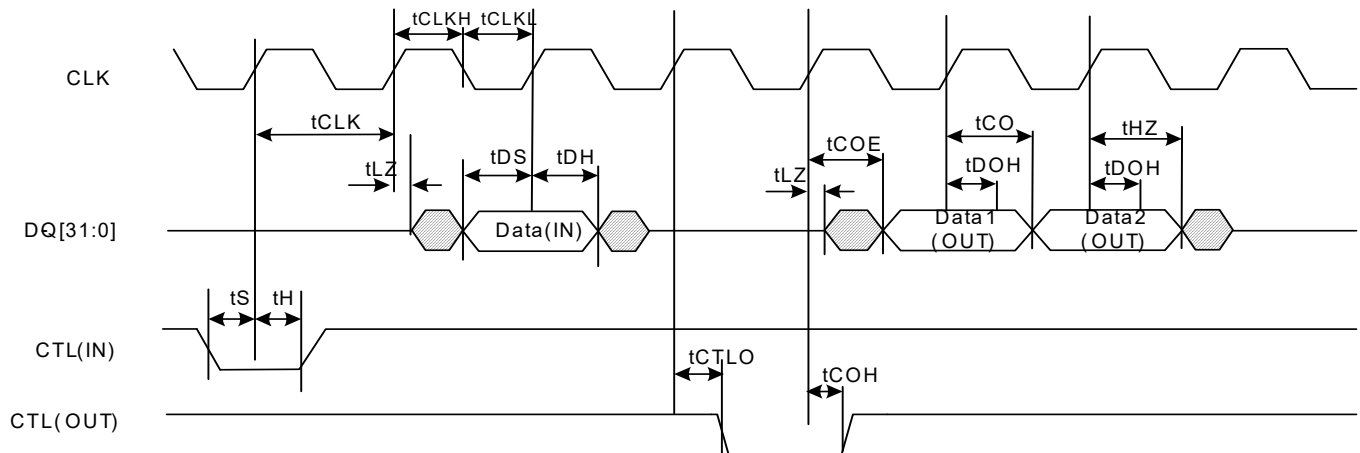 tCLKH
tCLKL
CLK
tCLK
tCO
tHZ
tCOE
tDS
tDH
tLZ
tLZ
tDOH
tDOH
DQ[31:0]
Data(IN)
Data1
(OUT)
Data2
(OUT)
tS
tH
CTL(IN)
tCTLO
tCOH
CTL(OUT)